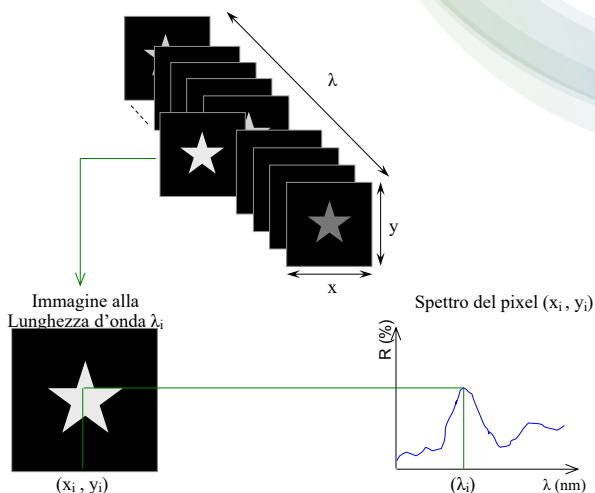 λ
y
x
Immagine alla
Lunghezza d'onda λi
Spettro del pixel (xi , yi)
R (%)
(xi , yi)
(λi)
λ (nm)